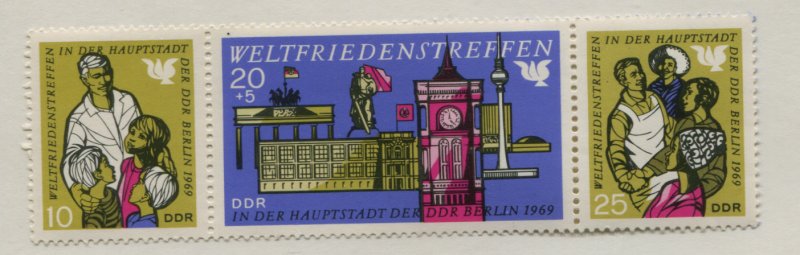 WELTFRIEDENSTREFFEN IN DER HAUPTSTADT DER DDR BERLIN 1969
10
DDR
WELTFRIEDENSTREFFEN
20
+5
DDR
IN DER HAUPTSTADT DER DDR BERLIN 1969
WELTFRIEDENSTREFFEN IN DER HAUPTSTADT DER DDR BERLIN 1969
25
DDR